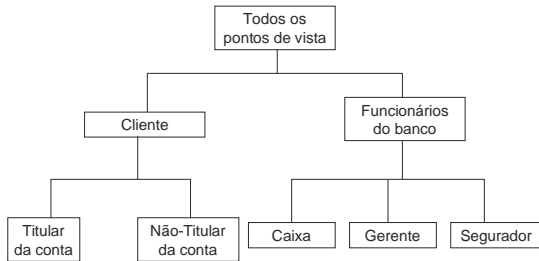 Todos os
pontos de vista
Cliente
Funcionários
do banco
Titular
da conta
Não-Titular
da conta
Caixa
Gerente
Segurador